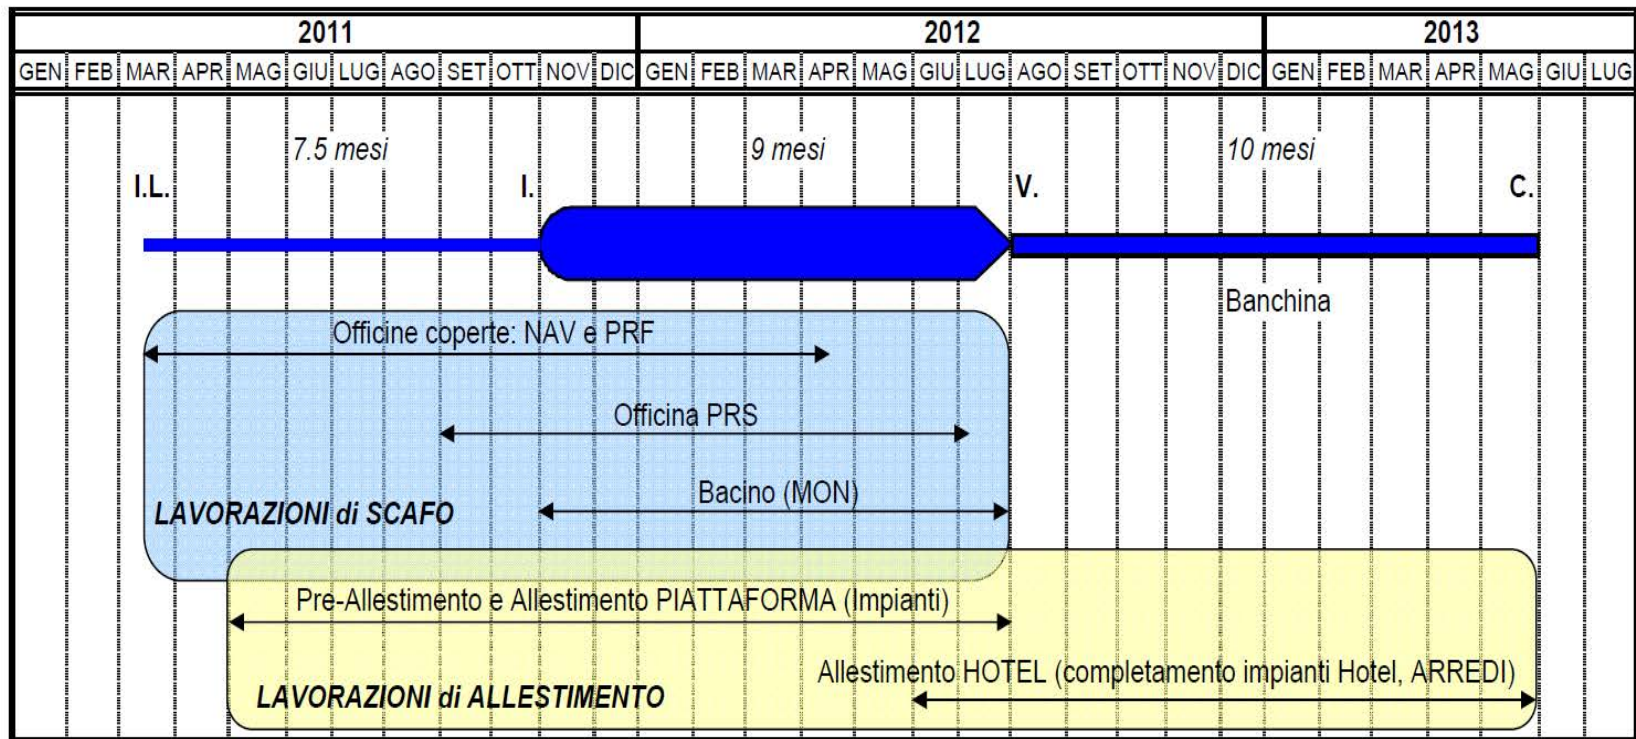 2011 2012 2013
GEN FEB MAR APR MAG GIU LUG AGO SET OTT NOV DIC GEN FEB MAR APR MAG GIU LUG AGO SET OTT NOV DIC GEN FEB MAR APR MAG GIU LUG
7.5 mesi 9 mesi 10 mesi
I.L. I. V. C.
Banchina
Officine coperte: NAV e PRF
Officina PRS
Bacino (MON)
LAVORAZIONI di SCAFO
Pre-Allestimento e Allestimento PIATTAFORMA (Impianti)
Allestimento HOTEL (completamento impianti Hotel, ARREDI)
LAVORAZIONI di ALLESTIMENTO